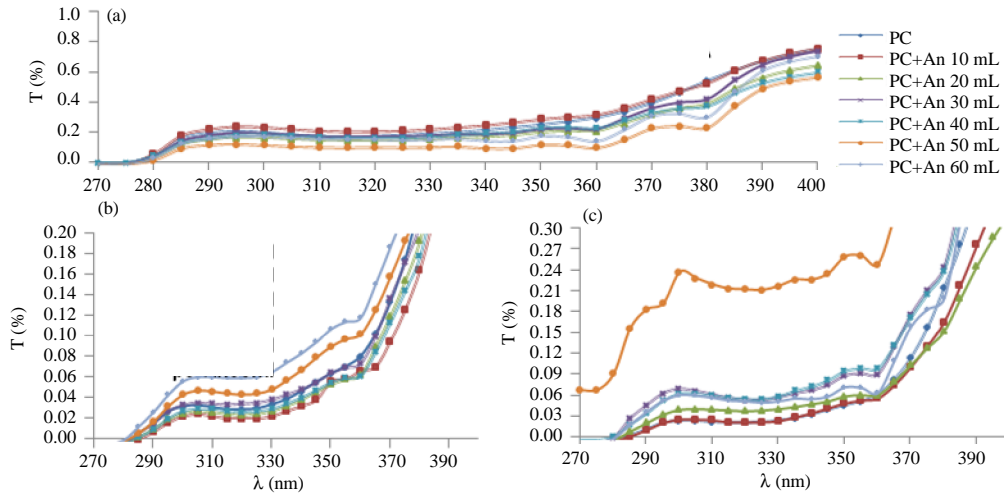 (a)
T (%)
1.0
0.8
0.6
0.4
0.2
0.0
270 280 290 300 310 320 330 340 350 360 370 380 390 400
PC
PC+An 10 mL
PC+An 20 mL
PC+An 30 mL
PC+An 40 mL
PC+An 50 mL
PC+An 60 mL
(b)
T (%)
0.20
0.18
0.16
0.14
0.12
0.10
0.08
0.06
0.04
0.02
0.00
270 290 310 330 350 370 390
λ (nm)
(c)
T (%)
0.30
0.27
0.24
0.21
0.18
0.15
0.12
0.09
0.06
0.03
0.00
270 290 310 330 350 370 390
λ (nm)